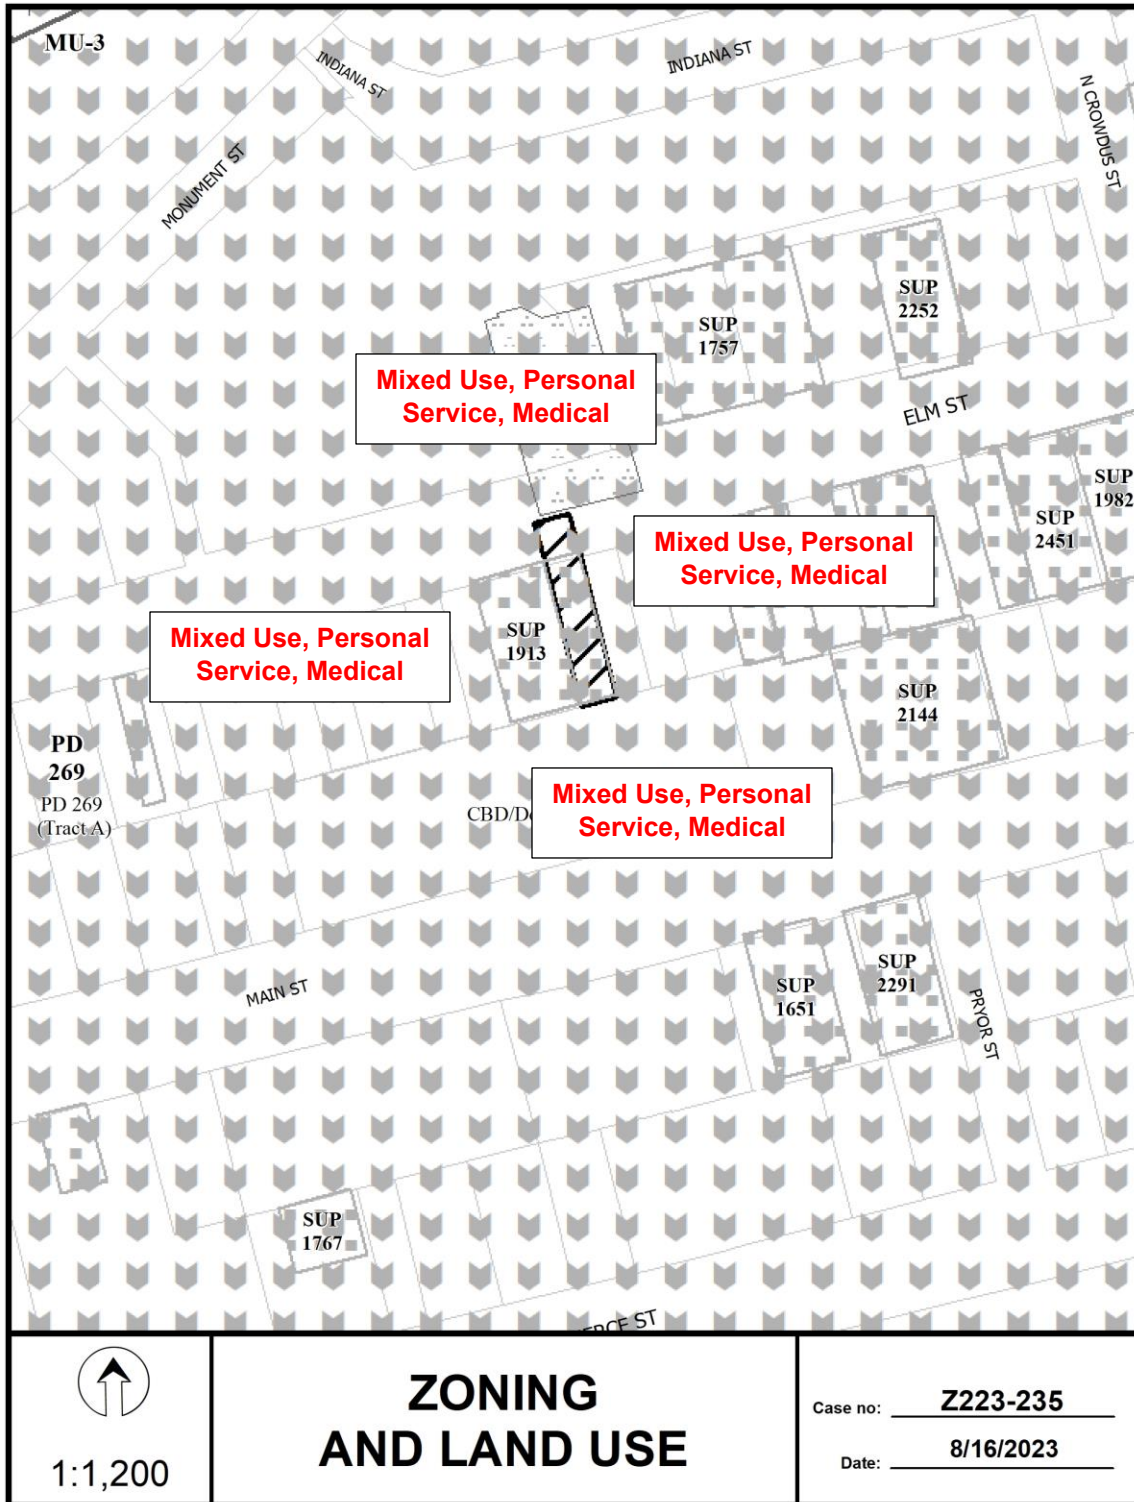 MU-3
INDIANA ST
INDIANA ST
N CROWDUS ST
MONUMENT ST
SUP
2252
SUP
1757
Mixed Use, Personal
Service, Medical
ELM ST
SUP
1982
SUP
2451
Mixed Use, Personal
Service, Medical
Mixed Use, Personal
Service, Medical
SUP
1913
SUP
2144
PD
269
PD 269
(Tract A)
Mixed Use, Personal
Service, Medical
CBD/D
SUP
2291
SUP
1651
MAIN ST
PRYOR ST
SUP
1767
ST
1:1,200
ZONING
AND LAND USE
Case no: Z223-235
Date: 8/16/2023